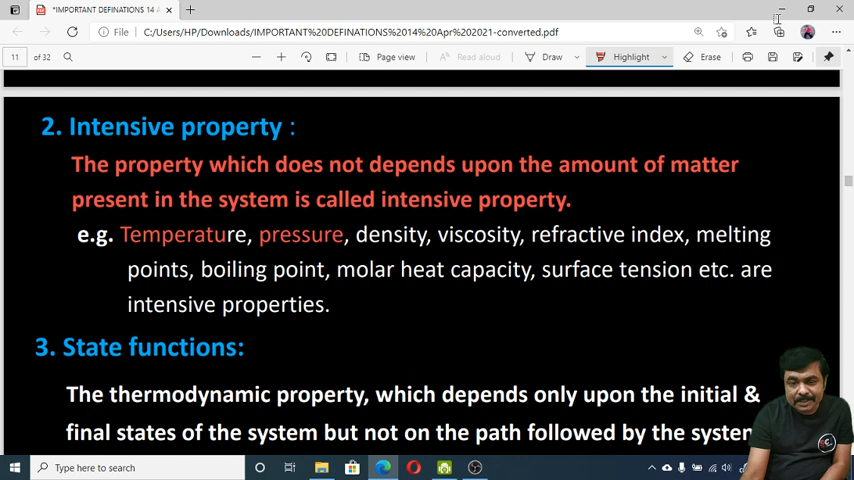 *IMPORTANT DEFINATIONS 14 A
File
C:/Users/HP/Downloads/IMPORTANT%20DEFINATIONS%2014%20Apr%202021-converted.pdf
11 of 32
Page view
Read aloud
Draw
Highlight
Erase
2. Intensive property :
The property which does not depends upon the amount of matter
present in the system is called intensive property.
e.g. Temperature, pressure, density, viscosity, refractive index, melting
points, boiling point, molar heat capacity, surface tension etc. are
intensive properties.
3. State functions:
The thermodynamic property, which depends only upon the initial &
final states of the system but not on the path followed by the system
Type here to search